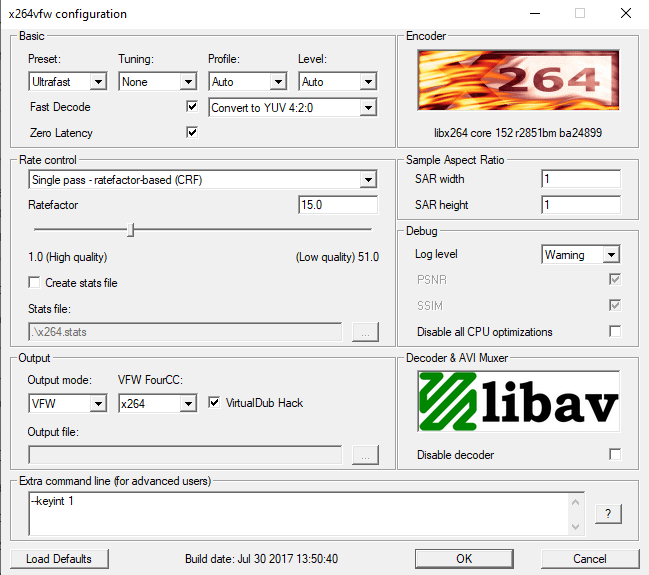 x264vfw configuration
Basic
Preset: Tuning: Profile: Level:
Ultrafast None Auto Auto
Fast Decode Convert to YUV 4:2:0
Zero Latency
Encoder
264
libx264 core 152 r2851bm ba24899
Rate control
Single pass - ratefactor-based (CRF)
Ratefactor 15.0
1.0 (High quality) (Low quality) 51.0
Create stats file
Stats file:
.\x264.stats ...
Sample Aspect Ratio
SAR width 1
SAR height 1
Debug
Log level Warning
PSNR
SSIM
Disable all CPU optimizations
Output
Output mode: VFW FourCC:
VFW x264 VirtualDub Hack
Output file:
...
Decoder & AVI Muxer
libav
Disable decoder
Extra command line (for advanced users)
--keyint 1
?
Load Defaults Build date: Jul 30 2017 13:50:40 OK Cancel